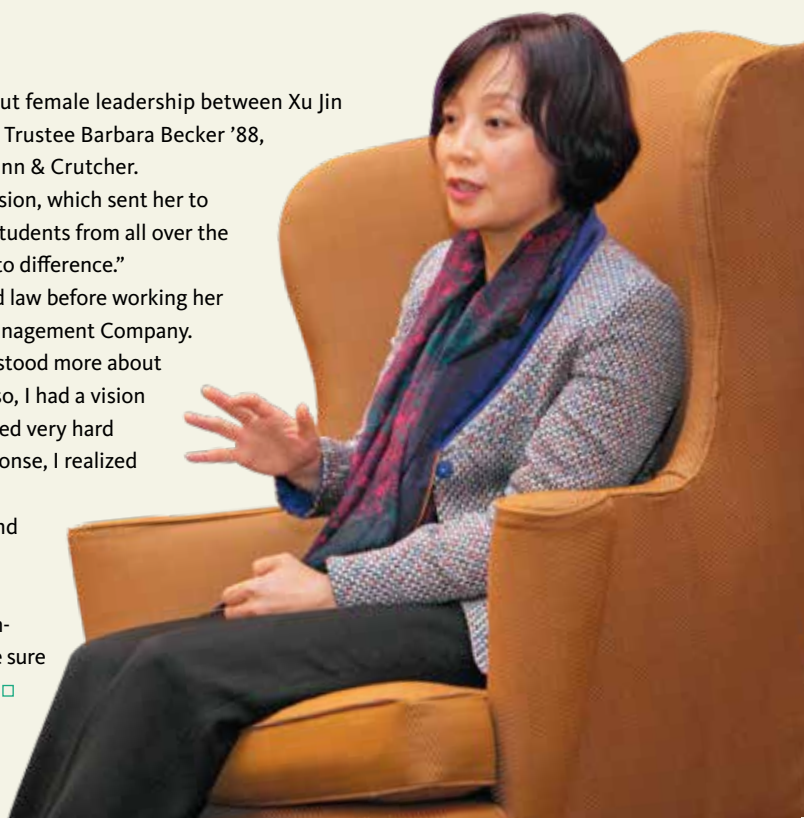 ut female leadership between Xu Jin
Trustee Barbara Becker ’88,
nn & Crutcher.
sion, which sent her to
tudents from all over the
to difference.”
d law before working her
nagement Company.
stood more about
so, I had a vision
ed very hard
onse, I realized
nd
n-
e sure
□